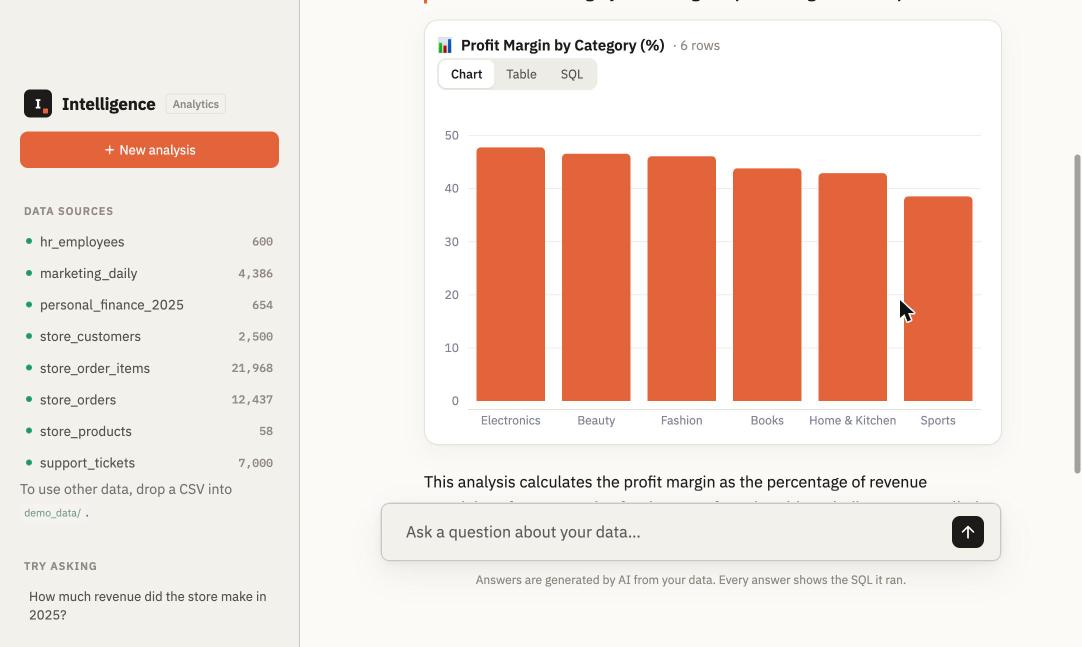 I.
Intelligence
Analytics
+ New analysis
DATA SOURCES
hr_employees 600
marketing_daily 4,386
personal_finance_2025 654
store_customers 2,500
store_order_items 21,968
store_orders 12,437
store_products 58
support_tickets 7,000
To use other data, drop a CSV into
demo_data/ .
TRY ASKING
How much revenue did the store make in
2025?
Profit Margin by Category (%) · 6 rows
Chart Table SQL
50
40
30
20
10
0
Electronics Beauty Fashion Books Home & Kitchen Sports
This analysis calculates the profit margin as the percentage of revenue
Ask a question about your data...
Answers are generated by AI from your data. Every answer shows the SQL it ran.